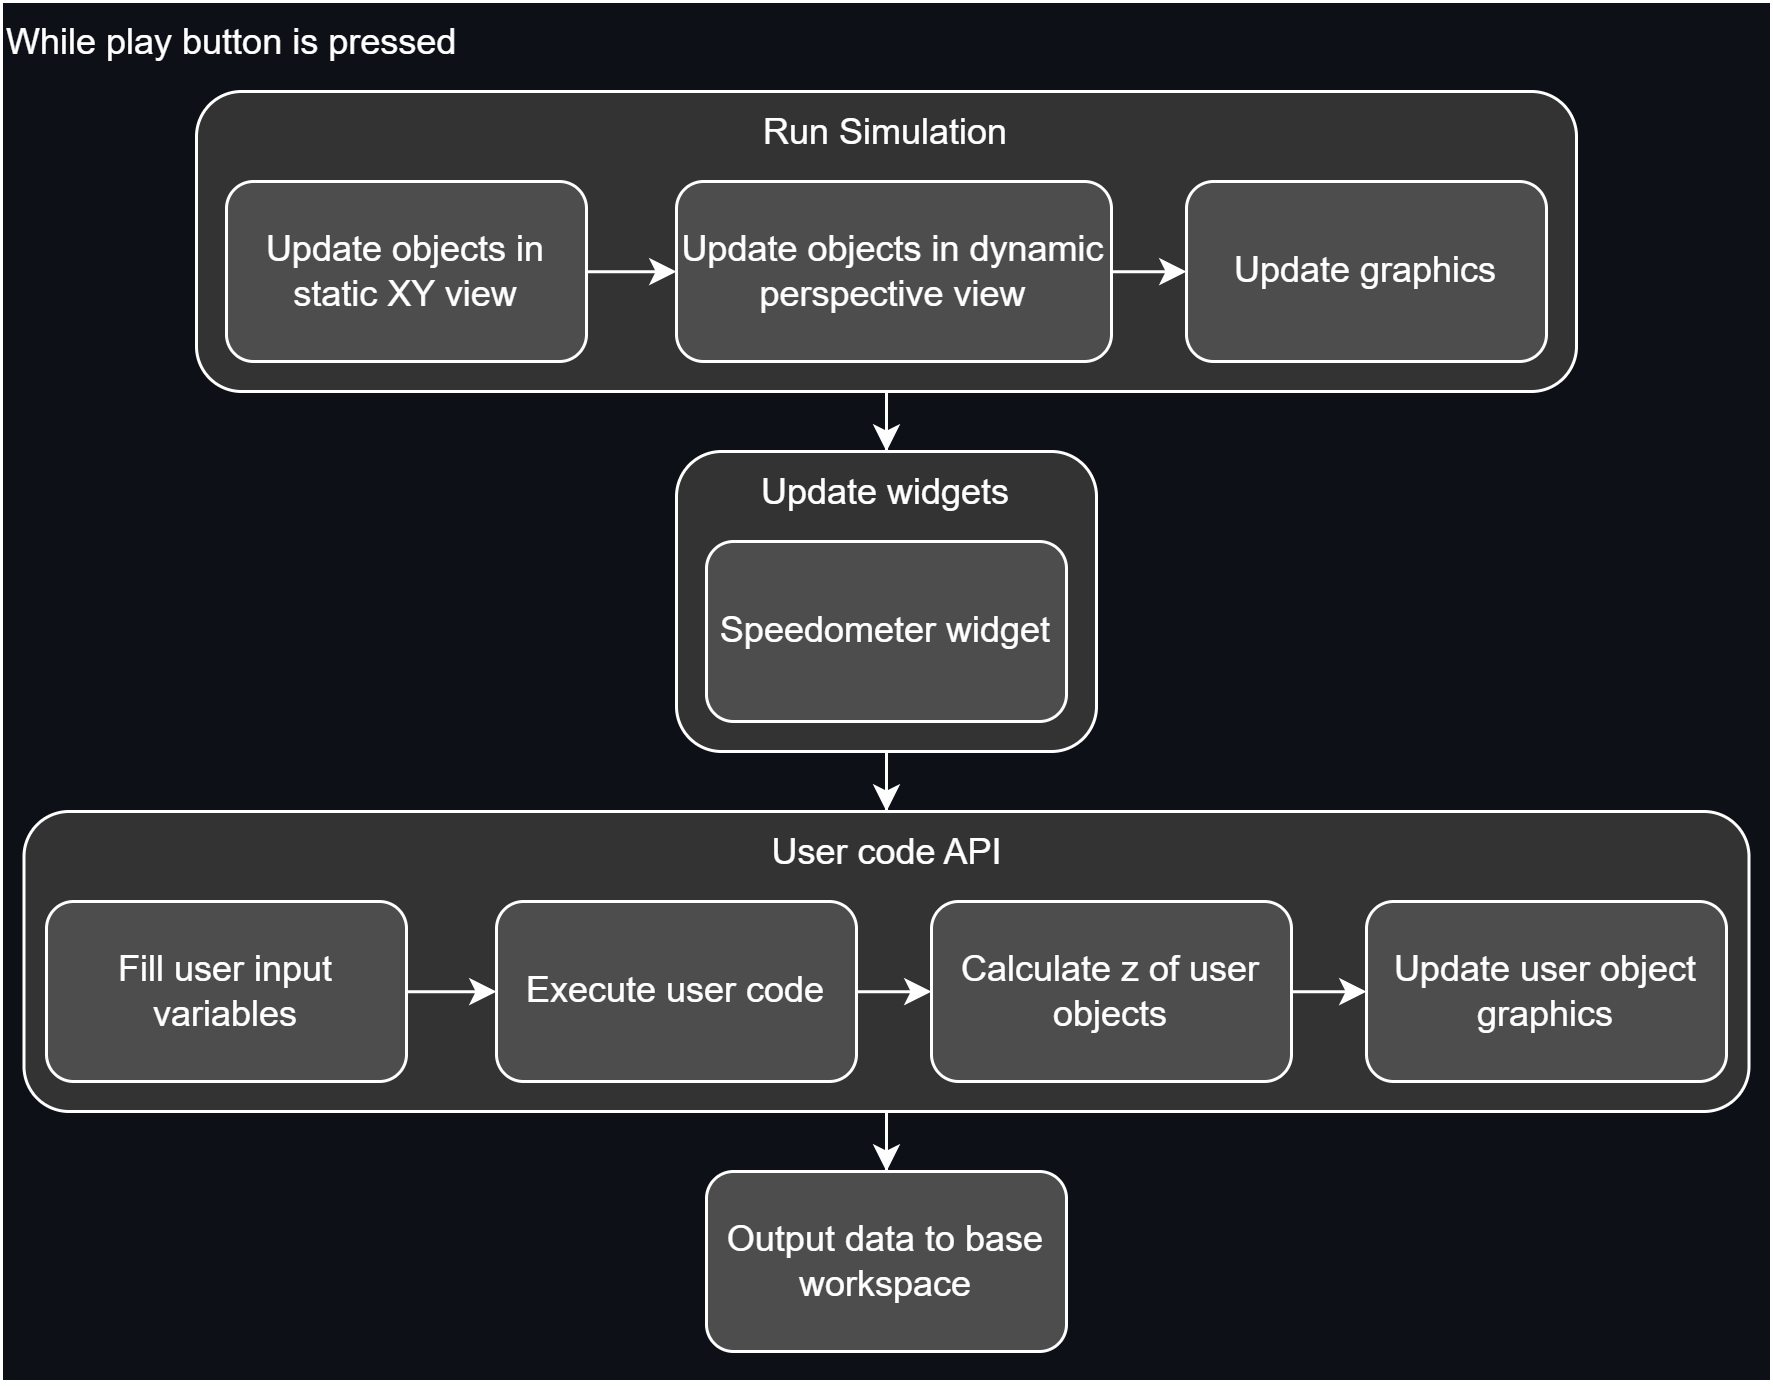 While play button is pressed
Run Simulation
Update objects in
static XY view
Update objects in dynamic
perspective view
Update graphics
Update widgets
Speedometer widget
User code API
Fill user input
variables
Execute user code
Calculate z of user
objects
Update user object
graphics
Output data to base
workspace